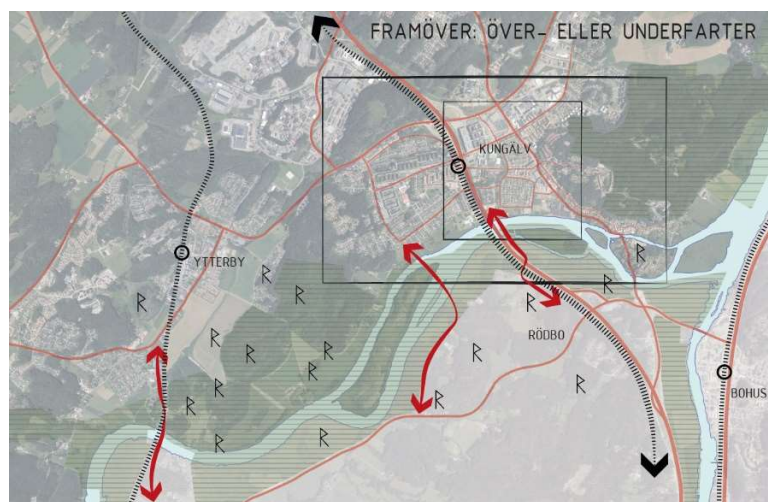 FRAMÖVER: ÖVER- ELLER UNDERFARTER
KUNGÄLV
YTTERBY
RÖDBO
BOHUS